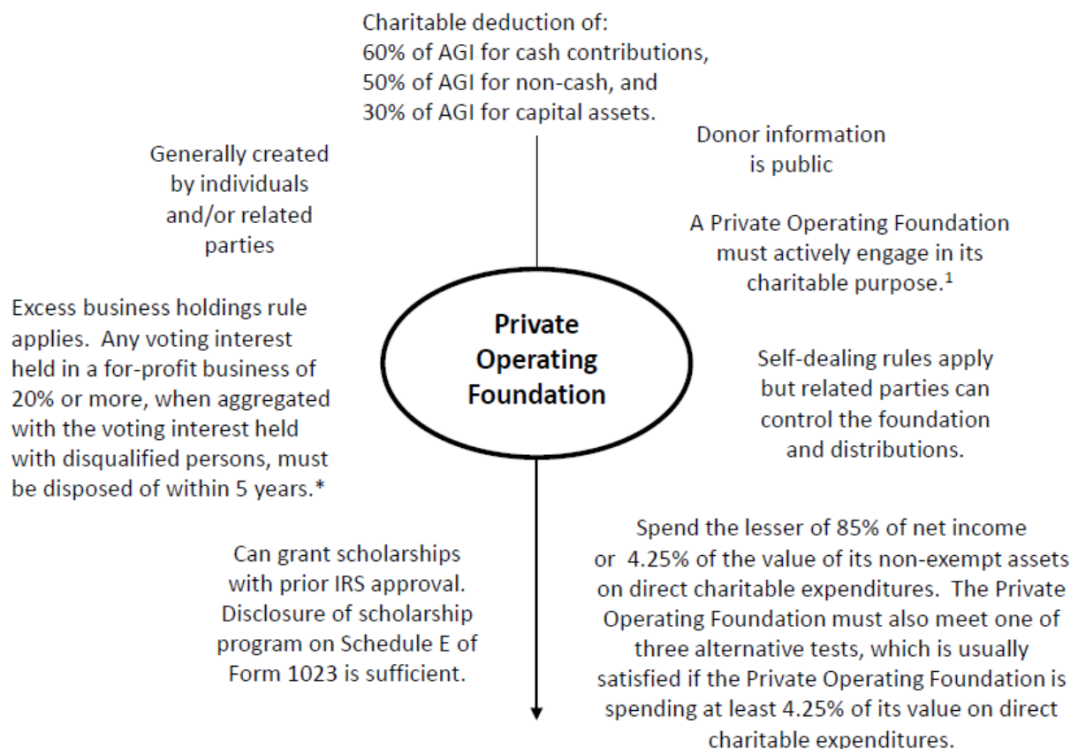 Charitable deduction of:
60% of AGI for cash contributions,
50% of AGI for non-cash, and
30% of AGI for capital assets.
Generally created
by individuals
and/or related
parties
Donor information
is public
A Private Operating Foundation
must actively engage in its
charitable purpose.¹
Excess business holdings rule
applies.  Any voting interest
held in a for-profit business of
20% or more, when aggregated
with the voting interest held
with disqualified persons, must
be disposed of within 5 years.*
Private
Operating
Foundation
Self-dealing rules apply
but related parties can
control the foundation
and distributions.
Can grant scholarships
with prior IRS approval.
Disclosure of scholarship
program on Schedule E of
Form 1023 is sufficient.
Spend the lesser of 85% of net income
or  4.25% of the value of its non-exempt assets
on direct charitable expenditures.  The Private
Operating Foundation must also meet one of
three alternative tests, which is usually
satisfied if the Private Operating Foundation is
spending at least 4.25% of its value on direct
charitable expenditures.